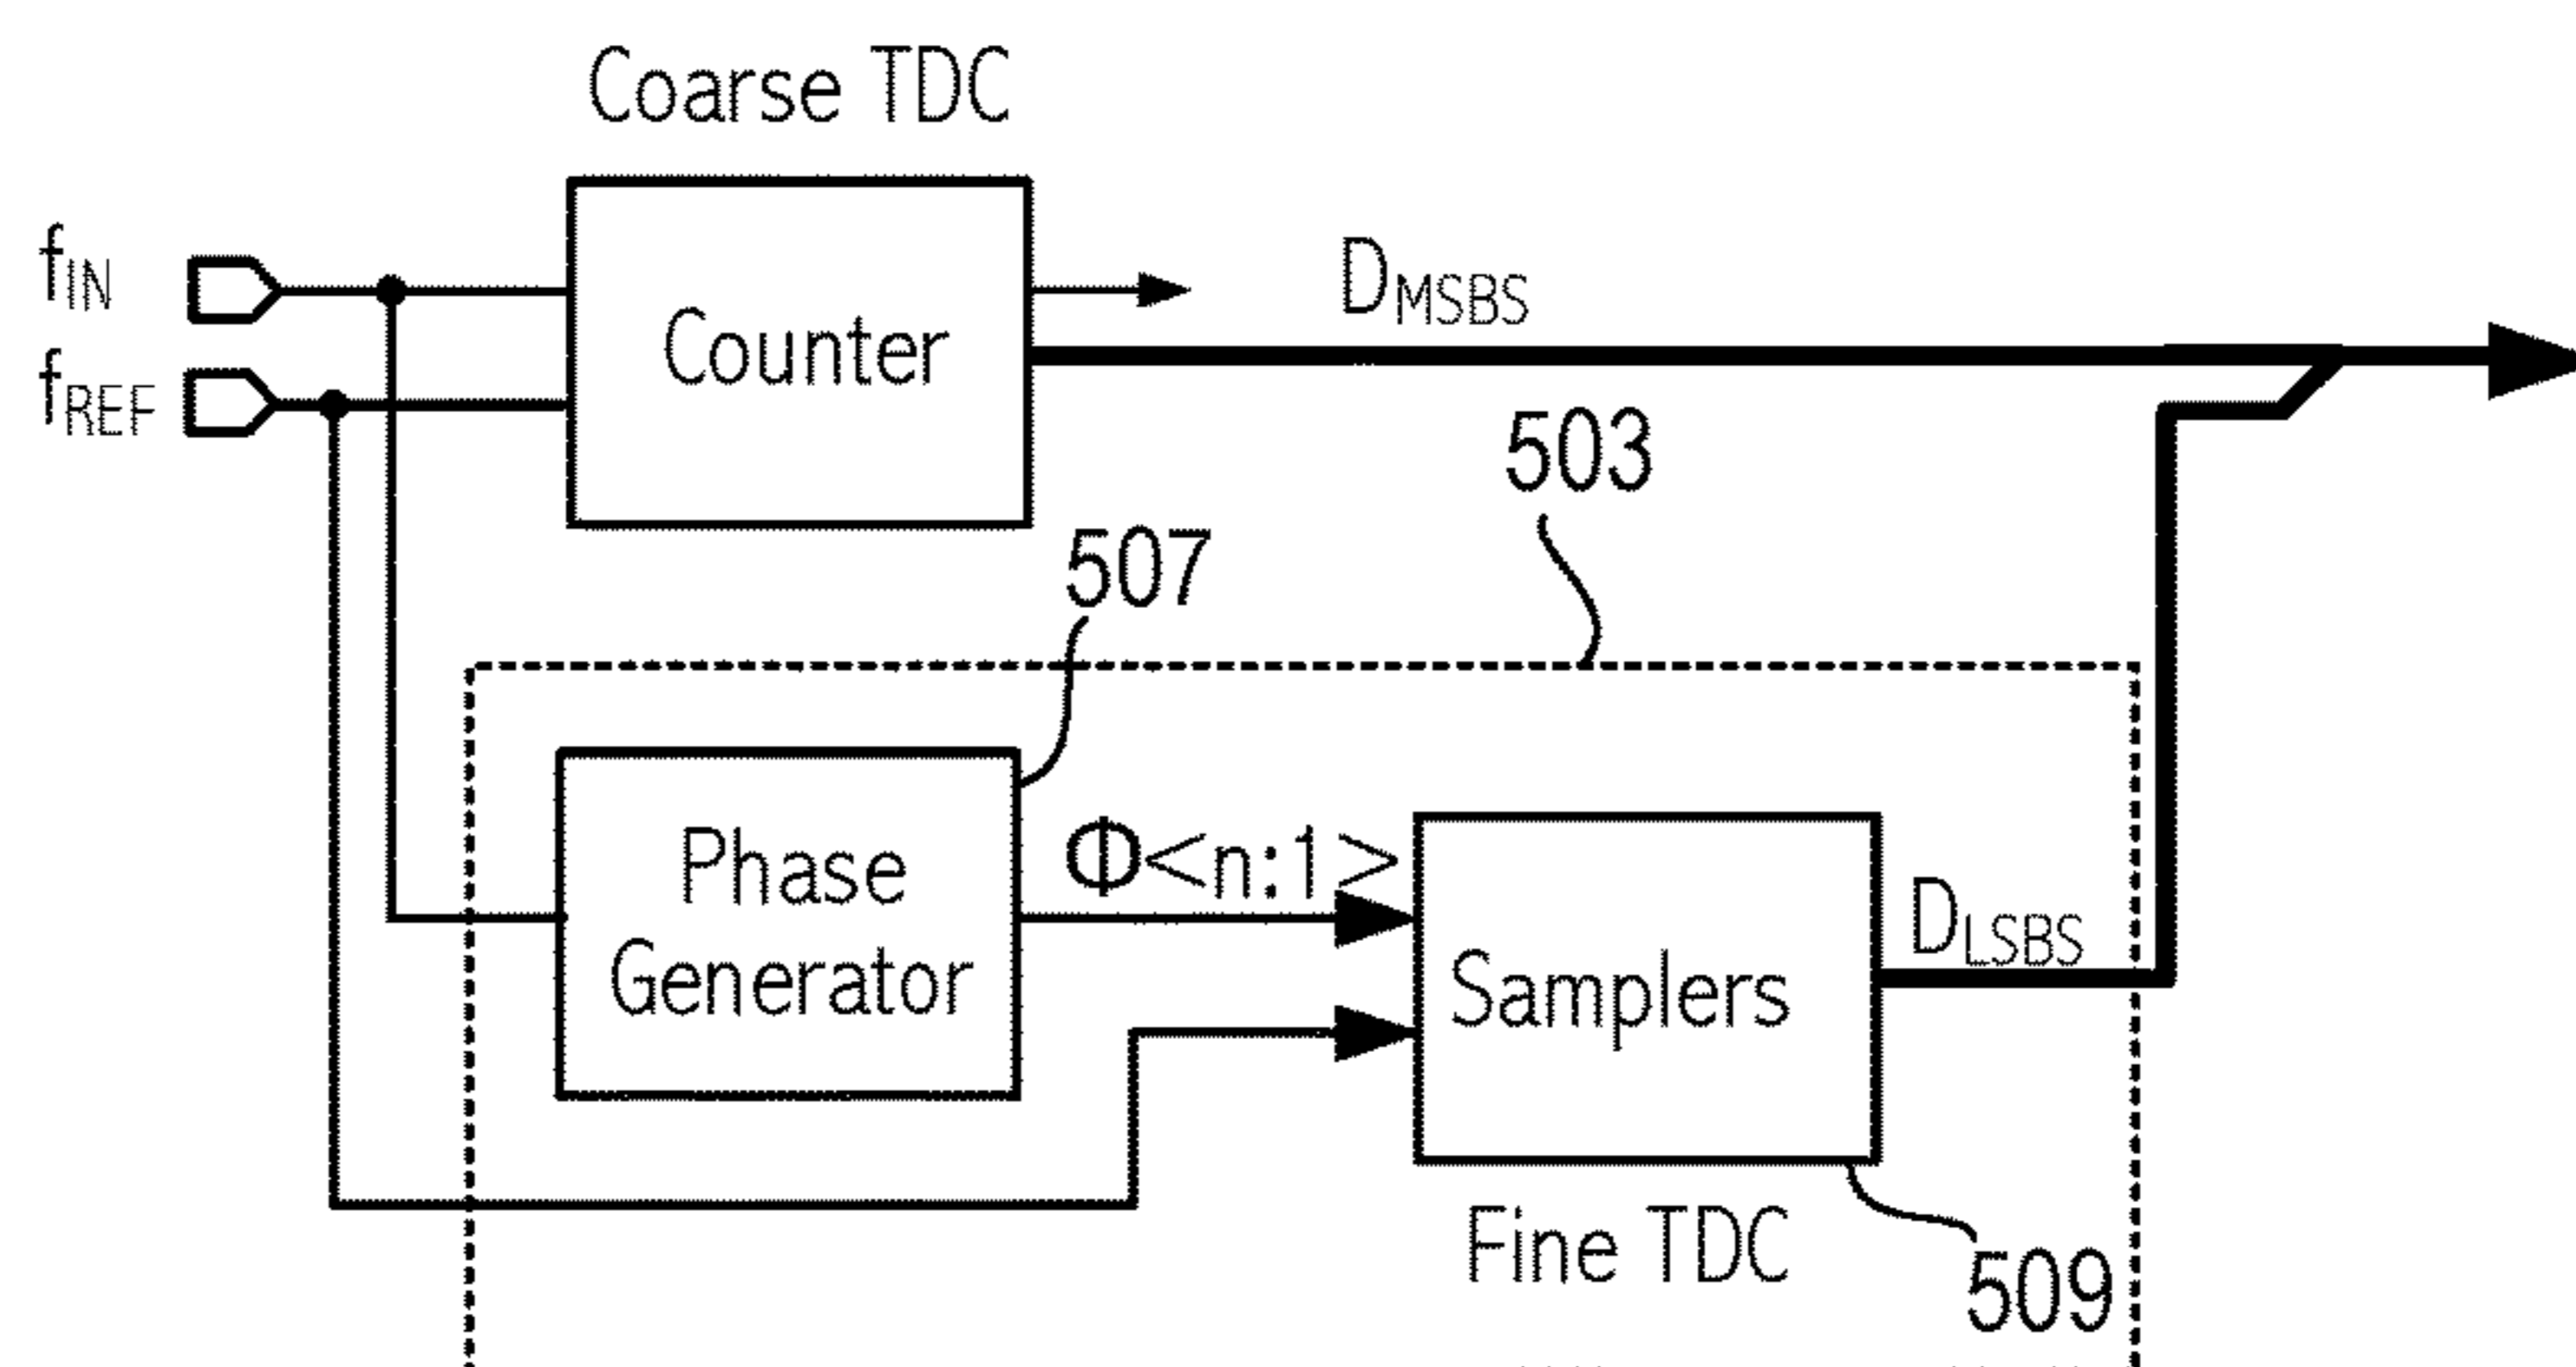 Coarse TDC
fIN
fREF
Counter
DMSBS
503
507
Phase
Generator
Φ<n:1>
Samplers
DLSBS
Fine TDC
509